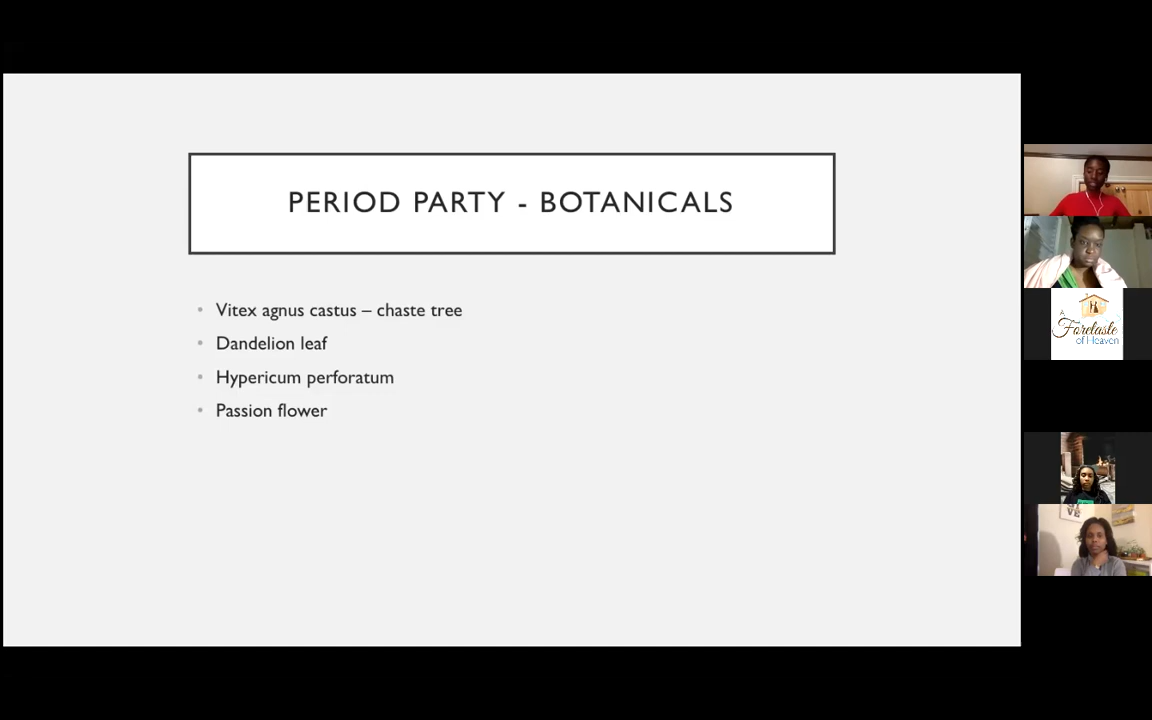 PERIOD PARTY - BOTANICALS
• Vitex agnus castus – chaste tree
• Dandelion leaf
• Hypericum perforatum
• Passion flower
A
Foretaste
of Heaven